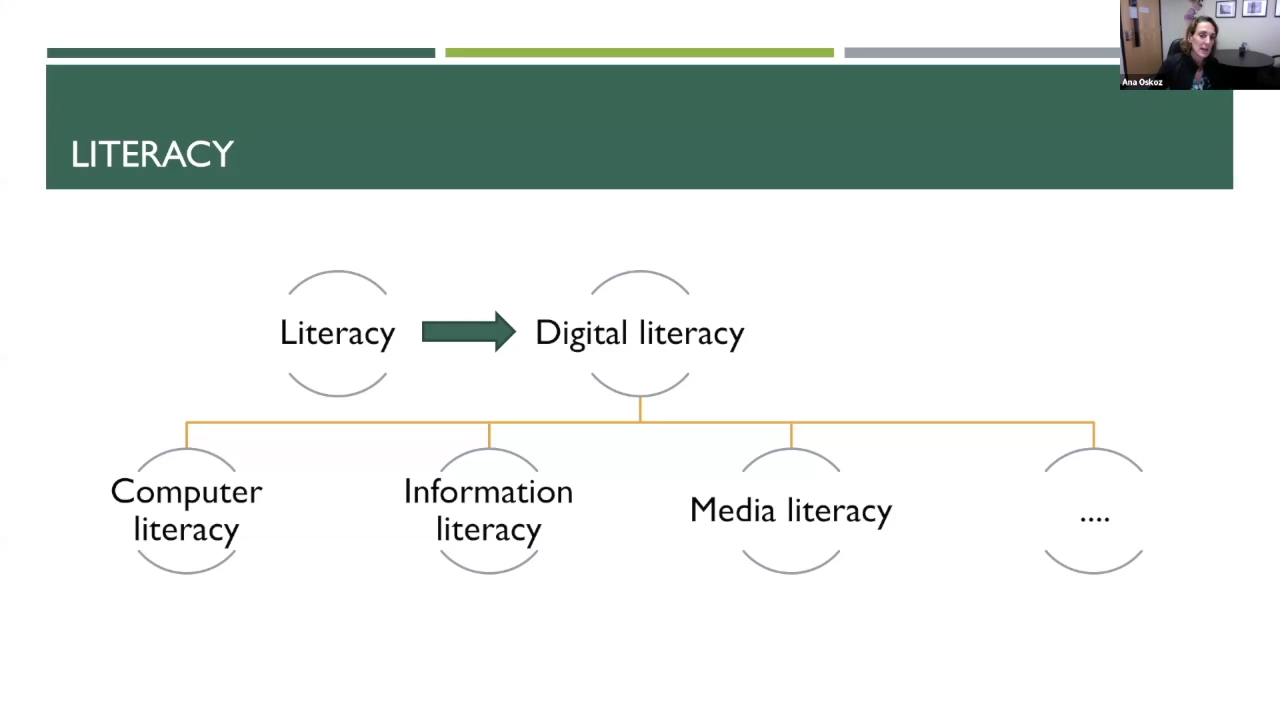 Ana Oskoz
LITERACY
Literacy
Digital literacy
Computer
literacy
Information
literacy
Media literacy
....